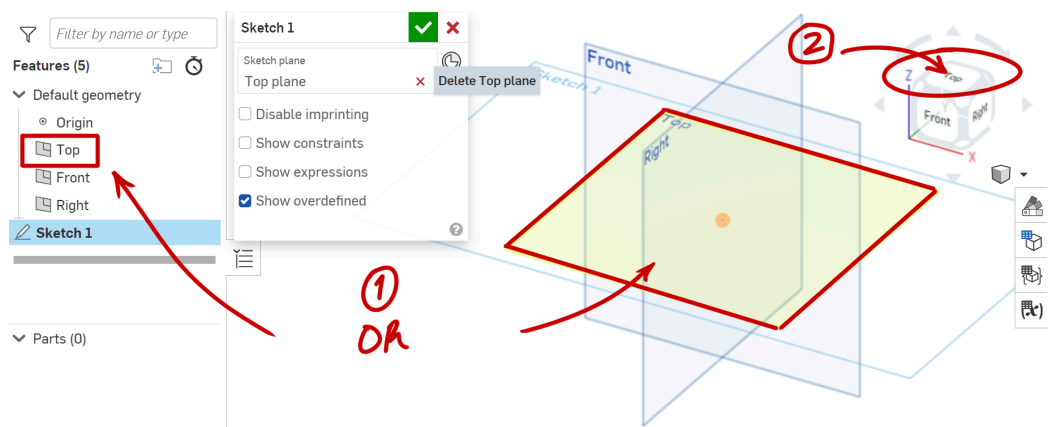 Filter by name or type
Features (5)
Default geometry
Origin
Top
Front
Right
Sketch 1
Parts (0)
Sketch 1
Sketch plane
Top plane
Delete Top plane
Disable imprinting
Show constraints
Show expressions
Show overdefined
?
1
OR
Front
Sketch 1
Top
Right
2
Z
Top
Y
Front
Right
X
(x)